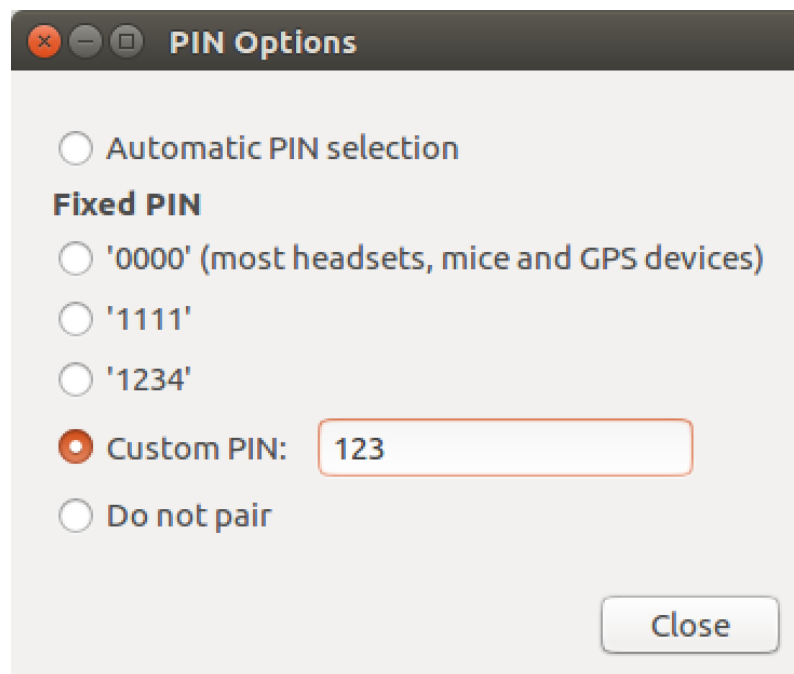 PIN Options
Automatic PIN selection
Fixed PIN
'0000' (most headsets, mice and GPS devices)
'1111'
'1234'
Custom PIN: 123
Do not pair
Close